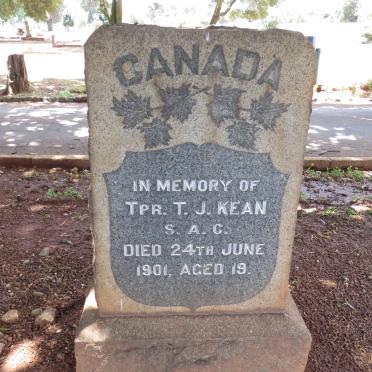 CANADA
IN MEMORY OF
TPR. T. J. KEAN
S. A. C.
DIED 24TH JUNE
1901, AGED 19.